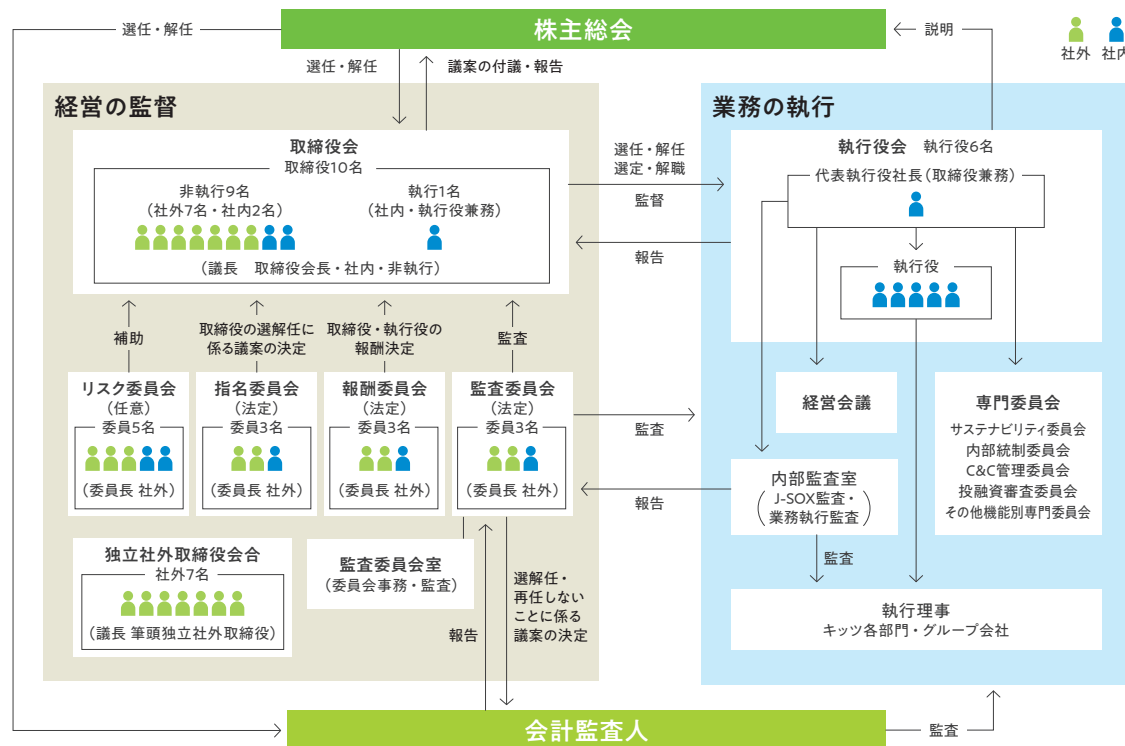 選任・解任
株主総会
説明
社外 社内
選任・解任
議案の付議・報告
経営の監督
取締役会
取締役10名
非執行9名
(社外7名・社内2名)
執行1名
(社内・執行役兼務)
(議長 取締役会長・社内・非執行)
選任・解任
選定・解職
監督
報告
業務の執行
執行役会 執行役6名
代表執行役社長(取締役兼務)
執行役
補助
取締役の選解任に
係る議案の決定
取締役・執行役の
報酬決定
監査
リスク委員会
(任意)
委員5名
指名委員会
(法定)
委員3名
(委員長 社外)
報酬委員会
(法定)
委員3名
(委員長 社外)
監査委員会
(法定)
委員3名
(委員長 社外)
(委員長 社外)
監査
報告
経営会議
専門委員会
サステナビリティ委員会
内部統制委員会
C&C管理委員会
投融資審査委員会
その他機能別専門委員会
内部監査室
(J-SOX監査・
業務執行監査)
監査
執行理事
キッツ各部門・グループ会社
独立社外取締役会合
社外7名
(議長 筆頭独立社外取締役)
監査委員会室
(委員会事務・監査)
報告
選解任・
再任しない
ことに係る
議案の決定
会計監査人
監査